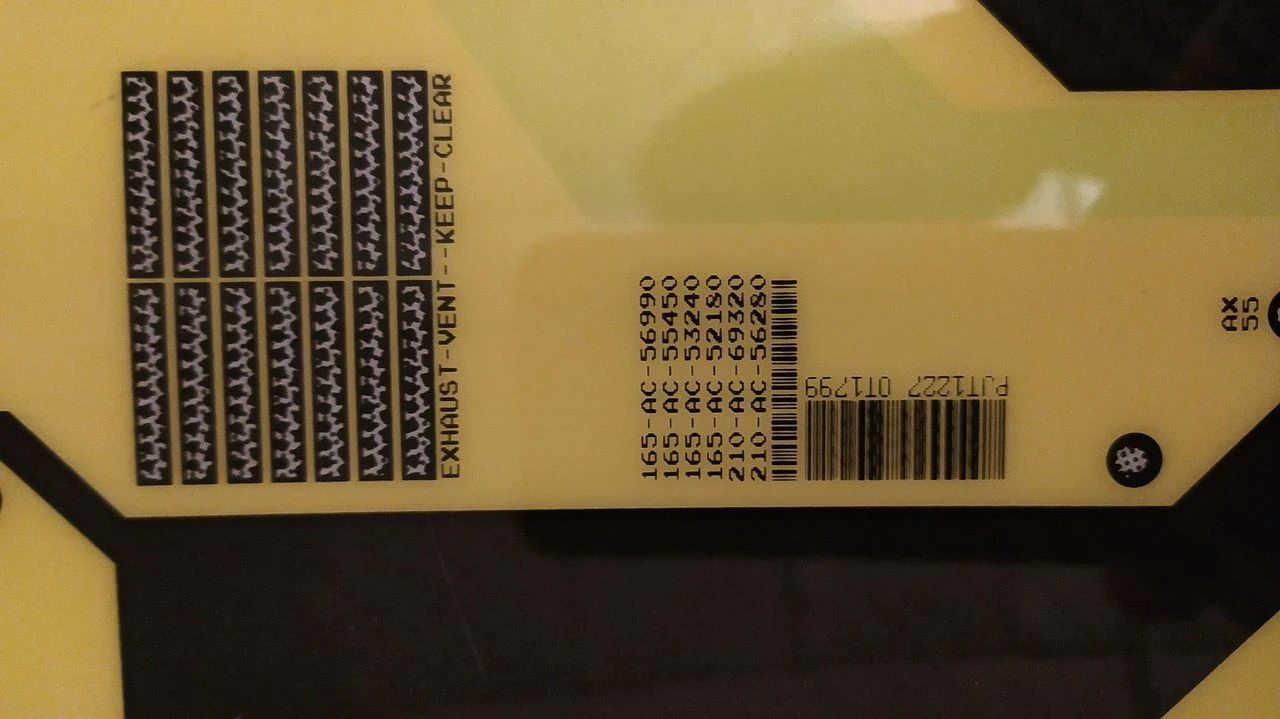 EXHAUST-VENT--KEEP-CLEAR
165-AC-56990
165-AC-55450
165-AC-53240
165-AC-52180
210-AC-69320
210-AC-56280
PJT1227 0T1799
AX
55